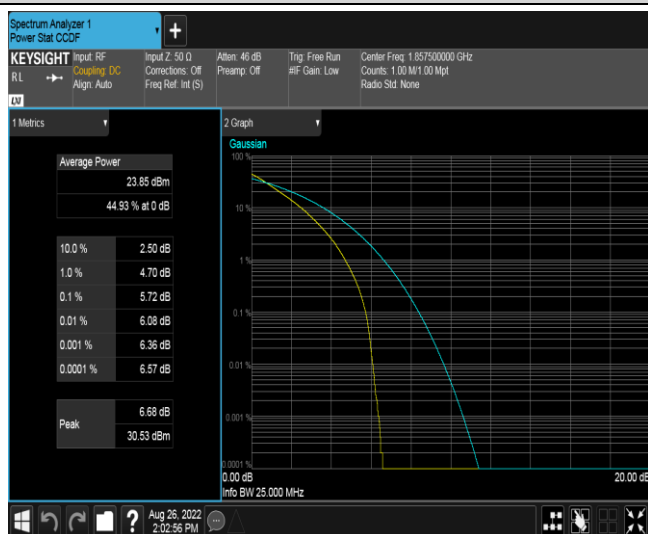 Spectrum Analyzer 1
Power Stat CCDF
KEYSIGHT
RL
LXI
Input: RF
Coupling: DC
Align: Auto
Input Z: 50 Ω
Corrections: Off
Freq Ref: Int (S)
Atten: 46 dB
Preamp: Off
Trig: Free Run
#IF Gain: Low
Center Freq: 1.857500000 GHz
Counts: 1.00 M/1.00 Mpt
Radio Std: None
1 Metrics
Average Power
23.85 dBm
44.93 % at 0 dB
10.0 % 2.50 dB
1.0 % 4.70 dB
0.1 % 5.72 dB
0.01 % 6.08 dB
0.001 % 6.36 dB
0.0001 % 6.57 dB
Peak
6.68 dB
30.53 dBm
2 Graph
Gaussian
100 %
10 %
1 %
0.1 %
0.01 %
0.001 %
0.0001 %
0.00 dB
20.00 dB
Info BW 25.000 MHz
Aug 26, 2022
2:02:56 PM